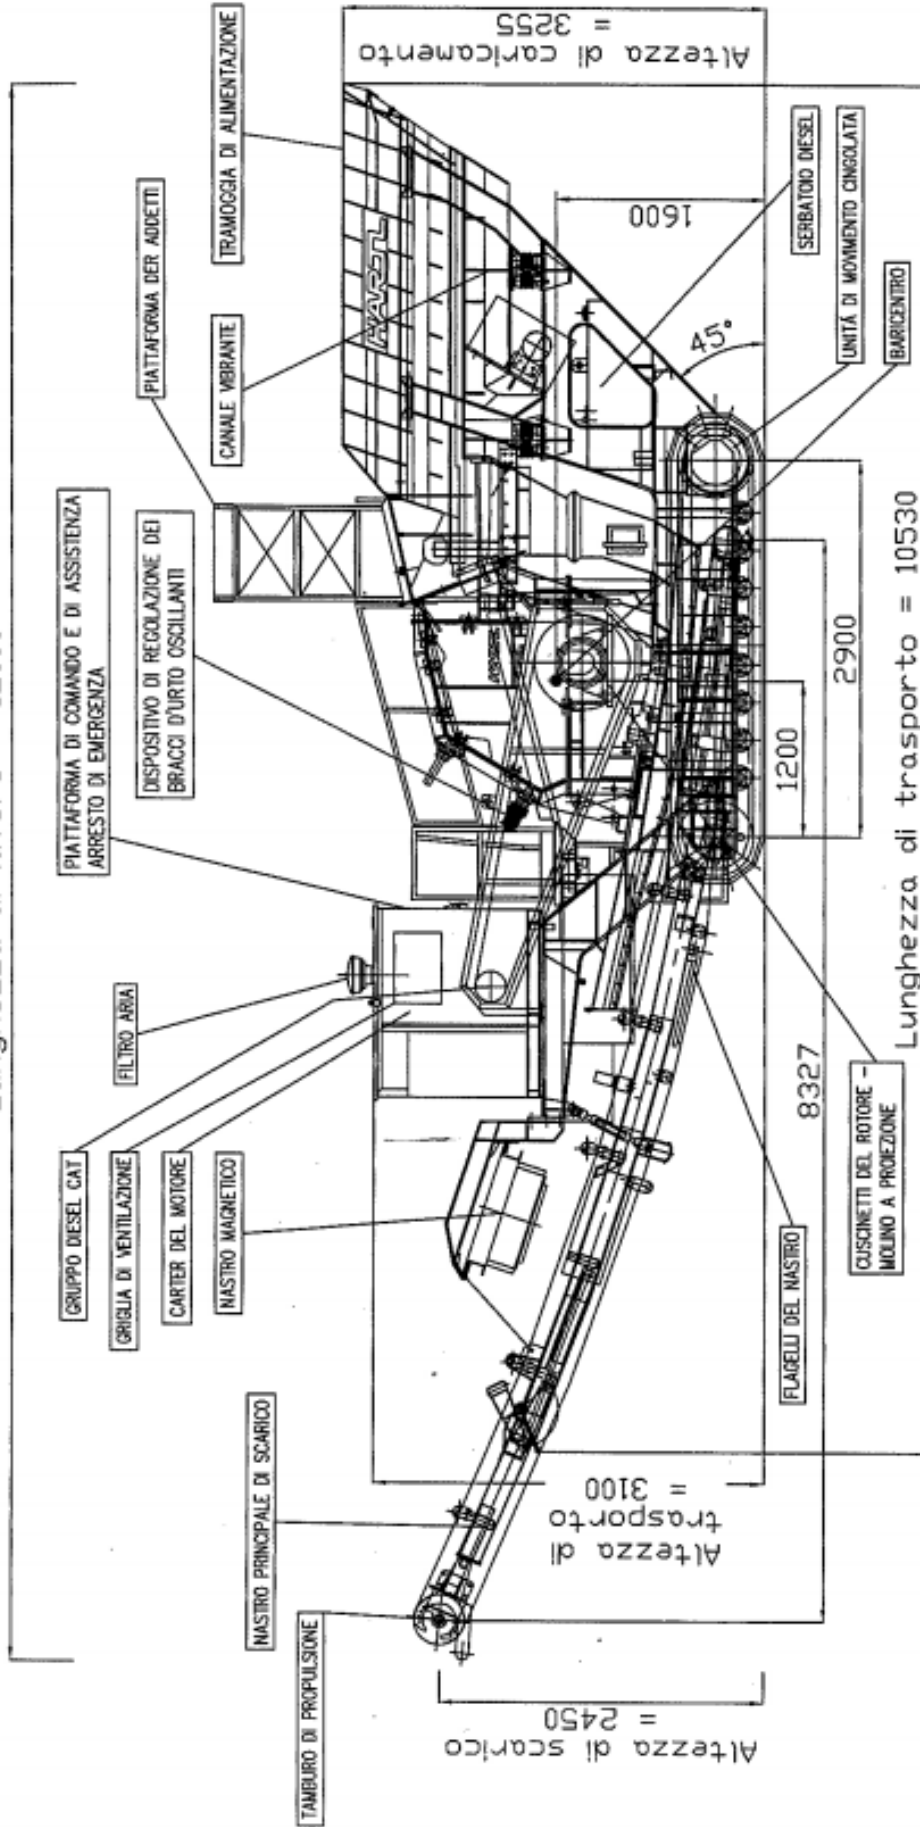 TAMBURO DI PROPULSIONE
NASTRO PRINCIPALE DI SCARICO
GRUPPO DIESEL CAT
GRIGLIA DI VENTILAZIONE
CARTER DEL MOTORE
NASTRO MAGNETICO
FILTRO ARIA
PIATTAFORMA DI COMANDO E DI ASSISTENZA
ARRESTO DI EMERGENZA
DISPOSITIVO DI REGOLAZIONE DEI
BRACCI D'URTO OSCILLANTI
PIATTAFORMA DER ADDETTI
CANALE VIBRANTE
TRAMOGGIA DI ALIMENTAZIONE
HARTL
Altezza di scarico
= 2450
Altezza di
trasporto
= 3100
Altezza di caricamento
= 3255
1600
45°
SERBATOIO DIESEL
UNITÁ DI MOVIMENTO CINGOLATA
BARICENTRO
1200
2900
8327
FLAGELLI DEL NASTRO
CUSCINETTI DEL ROTORE -
MOLINO A PROIEZIONE
Lunghezza di trasporto = 10530